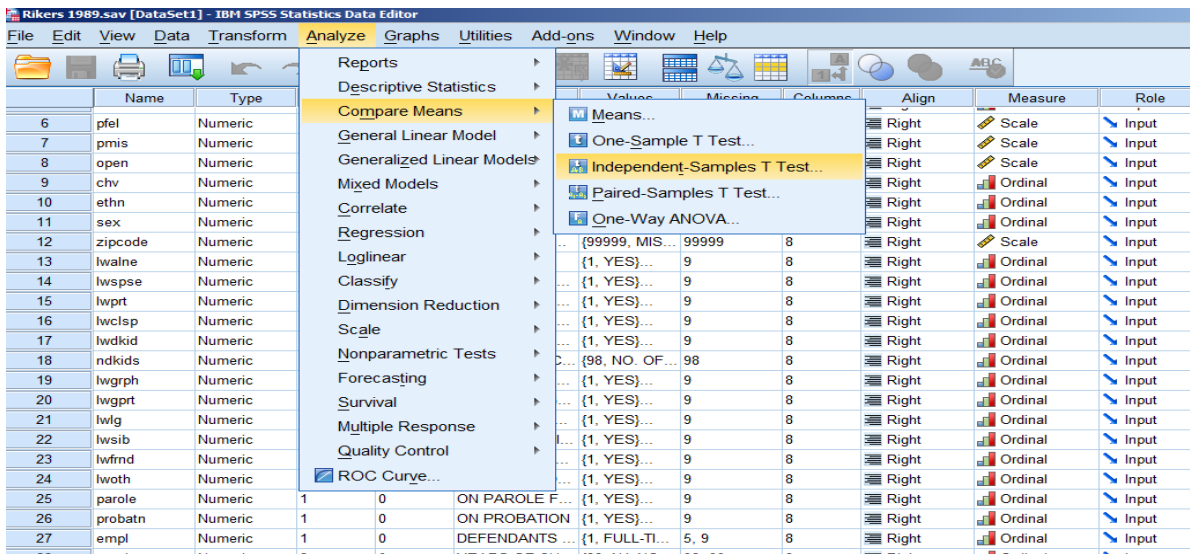 Rikers 1989.sav [DataSet1] - IBM SPSS Statistics Data Editor
File Edit View Data Transform Analyze Graphs Utilities Add-ons Window Help
Reports
Descriptive Statistics
Compare Means
General Linear Model
Generalized Linear Models
Mixed Models
Correlate
Regression
Loglinear
Classify
Dimension Reduction
Scale
Nonparametric Tests
Forecasting
Survival
Multiple Response
Quality Control
ROC Curve...
Means...
One-Sample T Test...
Independent-Samples T Test...
Paired-Samples T Test...
One-Way ANOVA...
Name Type Values Missing Columns Align Measure Role
6 pfel Numeric Right Scale Input
7 pmis Numeric Right Scale Input
8 open Numeric Right Scale Input
9 chv Numeric Right Ordinal Input
10 ethn Numeric Right Ordinal Input
11 sex Numeric Right Ordinal Input
12 zipcode Numeric ... {99999, MIS... 99999 8 Right Scale Input
13 lwalne Numeric {1, YES}... 9 8 Right Ordinal Input
14 lwspse Numeric ... {1, YES}... 9 8 Right Ordinal Input
15 lwprt Numeric ... {1, YES}... 9 8 Right Ordinal Input
16 lwclsp Numeric ... {1, YES}... 9 8 Right Ordinal Input
17 lwdkid Numeric ... {1, YES}... 9 8 Right Ordinal Input
18 ndkids Numeric C... {98, NO. OF... 98 8 Right Ordinal Input
19 lwgrph Numeric ... {1, YES}... 9 8 Right Ordinal Input
20 lwgprt Numeric ... {1, YES}... 9 8 Right Ordinal Input
21 lwlg Numeric ... {1, YES}... 9 8 Right Ordinal Input
22 lwsib Numeric I... {1, YES}... 9 8 Right Ordinal Input
23 lwfrnd Numeric ... {1, YES}... 9 8 Right Ordinal Input
24 lwoth Numeric ... {1, YES}... 9 8 Right Ordinal Input
25 parole Numeric 1 0 ON PAROLE F... {1, YES}... 9 8 Right Ordinal Input
26 probatn Numeric 1 0 ON PROBATION {1, YES}... 9 8 Right Ordinal Input
27 empl Numeric 1 0 DEFENDANTS ... {1, FULL-TI... 5, 9 8 Right Ordinal Input